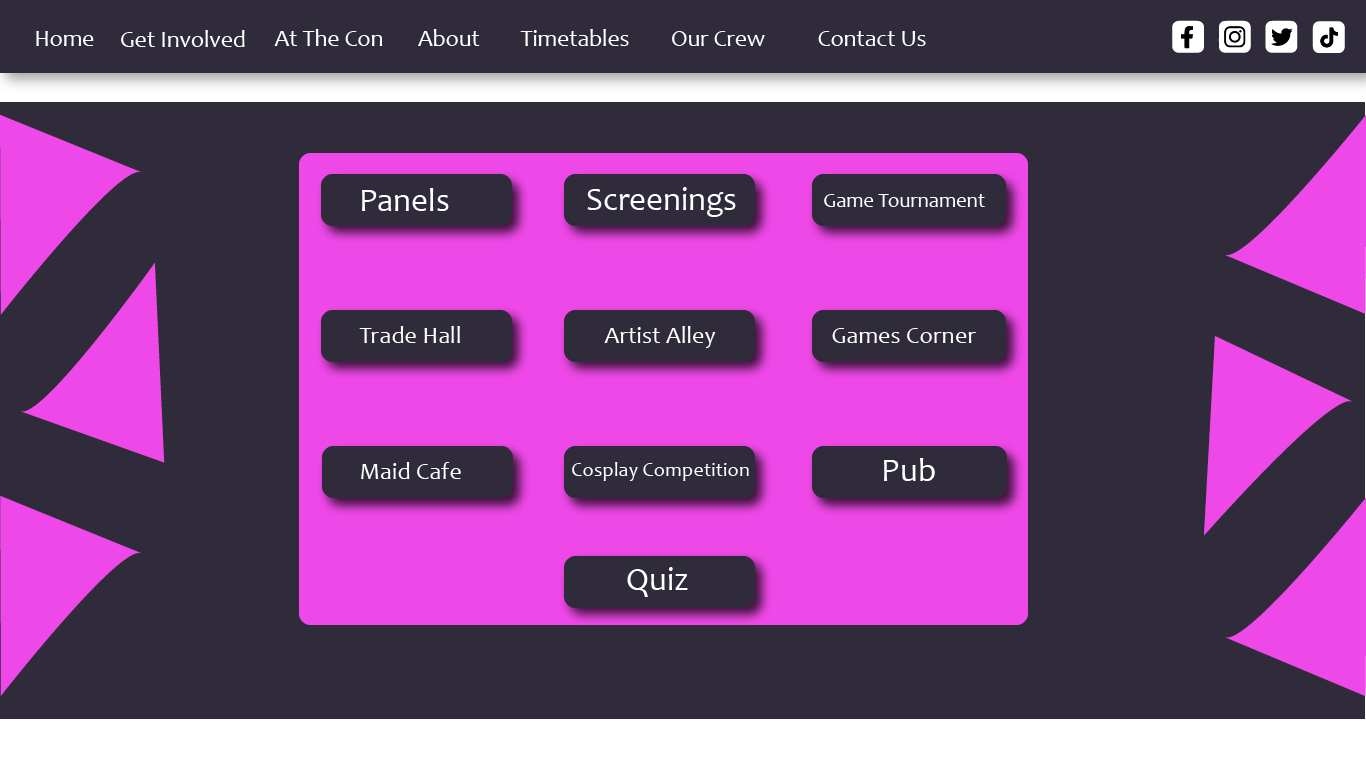 Home Get Involved At The Con About Timetables Our Crew Contact Us
Panels Screenings Game Tournament
Trade Hall Artist Alley Games Corner
Maid Cafe Cosplay Competition Pub
Quiz